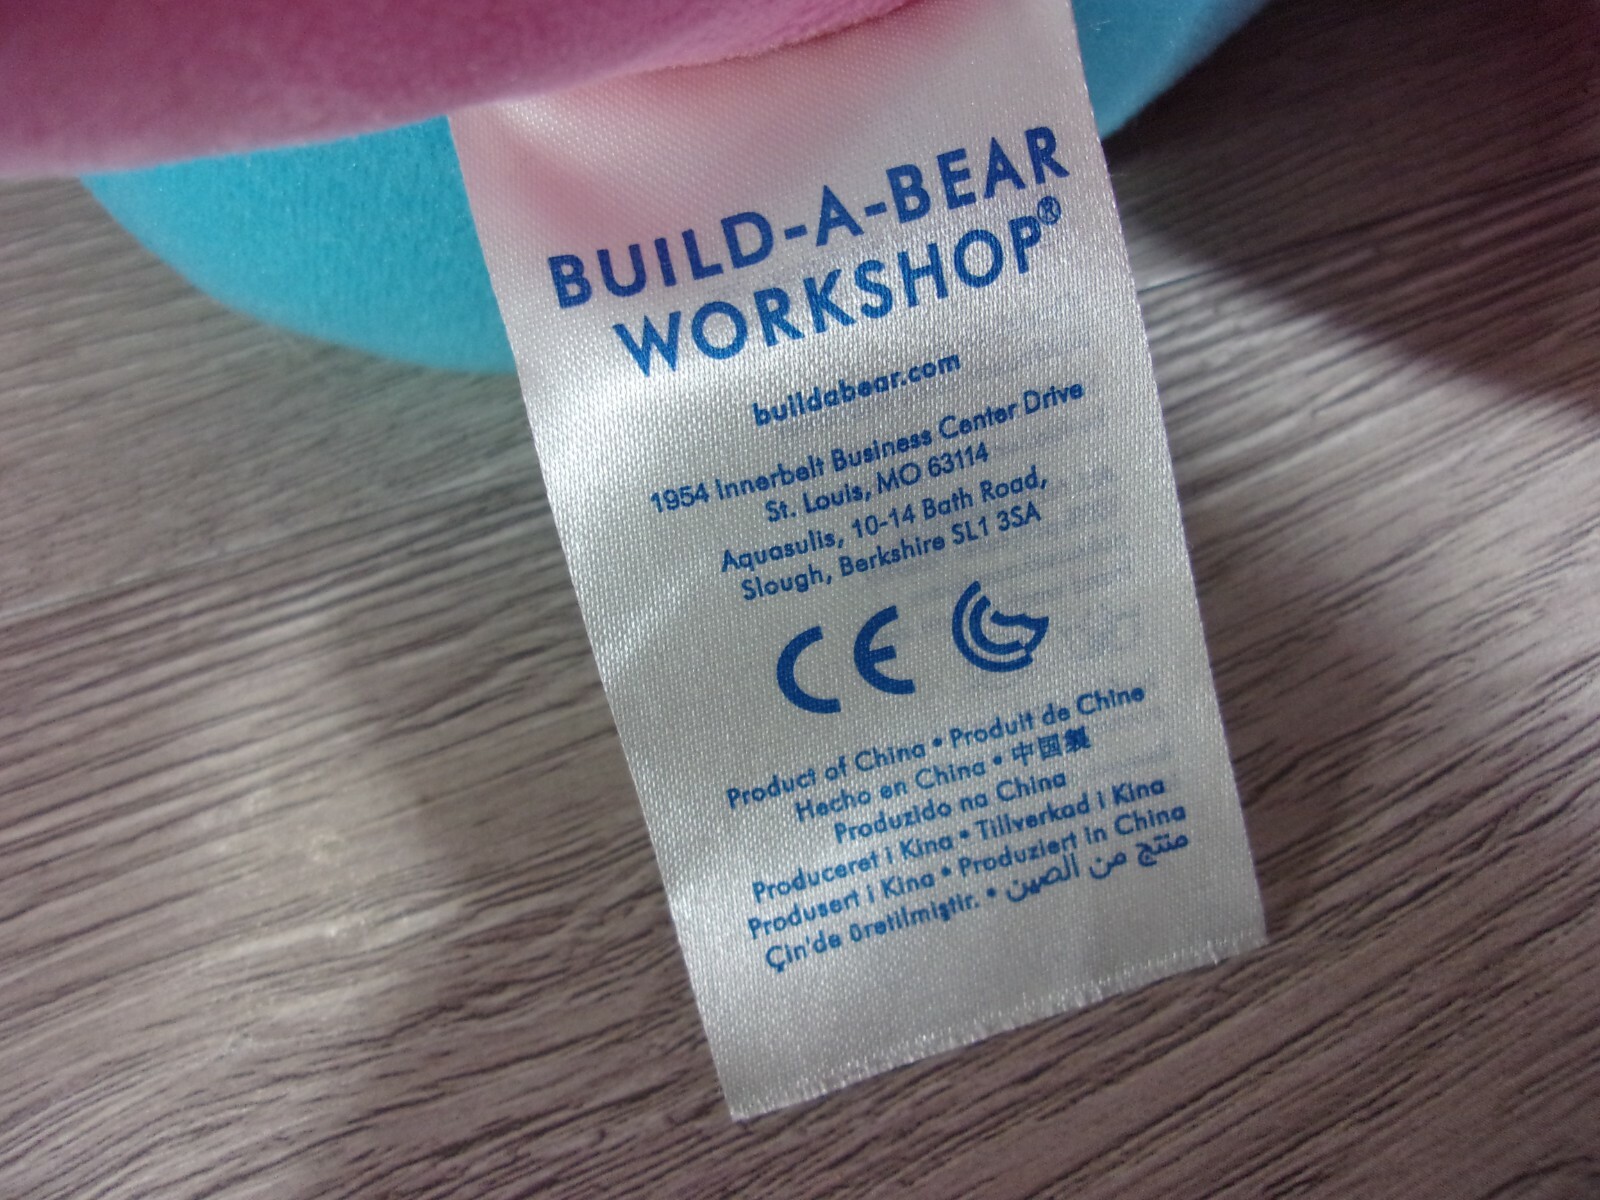 BUILD-A-BEAR
WORKSHOP®
buildabear.com
1954 Innerbelt Business Center Drive
St. Louis, MO 63114
Aquasulis, 10-14 Bath Road,
Slough, Berkshire SL1 3SA
CE
Product of China • Produit de Chine
Hecho en China • 中国製
Produzido na China
Produceret i Kina • Tillverkad i Kina
Produsert i Kina • Produziert in China
Çin'de üretilmiştir. • منتج من الصين